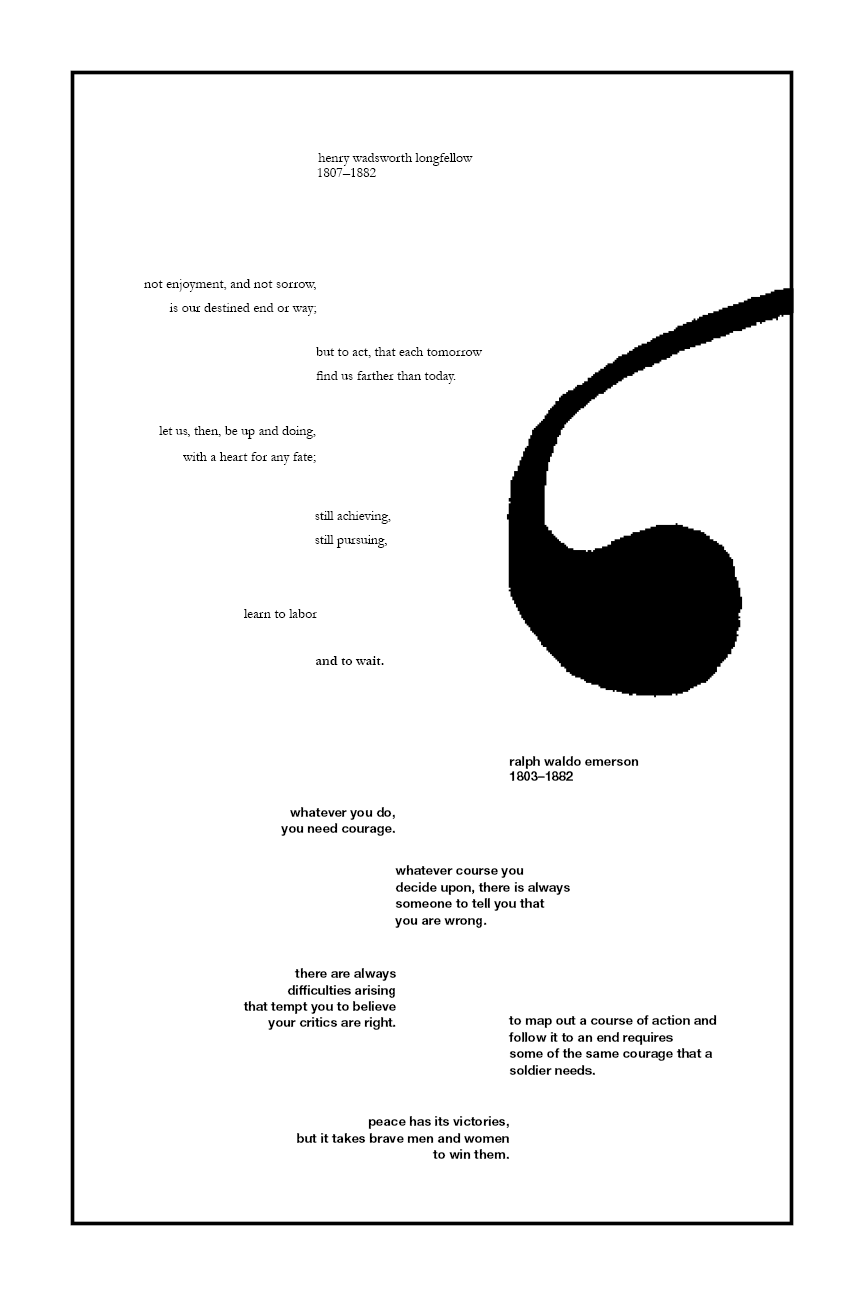 henry wadsworth longfellow
1807–1882
not enjoyment, and not sorrow,
is our destined end or way;
but to act, that each tomorrow
find us farther than today.
let us, then, be up and doing,
with a heart for any fate;
still achieving,
still pursuing,
learn to labor
and to wait.
ralph waldo emerson
1803–1882
whatever you do,
you need courage.
whatever course you
decide upon, there is always
someone to tell you that
you are wrong.
there are always
difficulties arising
that tempt you to believe
your critics are right.
to map out a course of action and
follow it to an end requires
some of the same courage that a
soldier needs.
peace has its victories,
but it takes brave men and women
to win them.